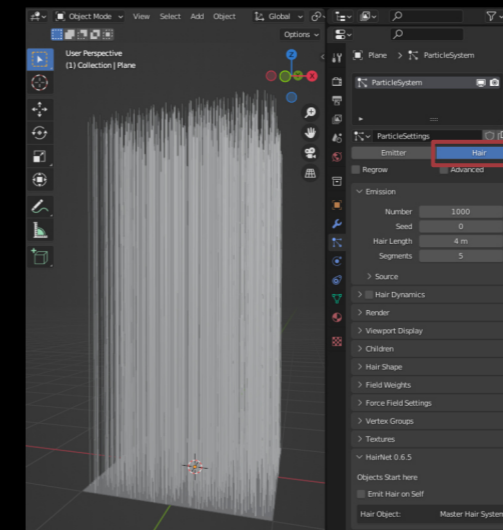 Object Mode View Select Add Object Global
Options
User Perspective
(1) Collection | Plane
Z
Plane > ParticleSystem
ParticleSystem
ParticleSettings
Emitter Hair
Regrow Advanced
Emission
Number 1000
Seed 0
Hair Length 4 m
Segments 5
Source
Hair Dynamics
Render
Viewport Display
Children
Hair Shape
Field Weights
Force Field Settings
Vertex Groups
Textures
HairNet 0.6.5
Objects Start here
Emit Hair on Self
Hair Object: Master Hair System